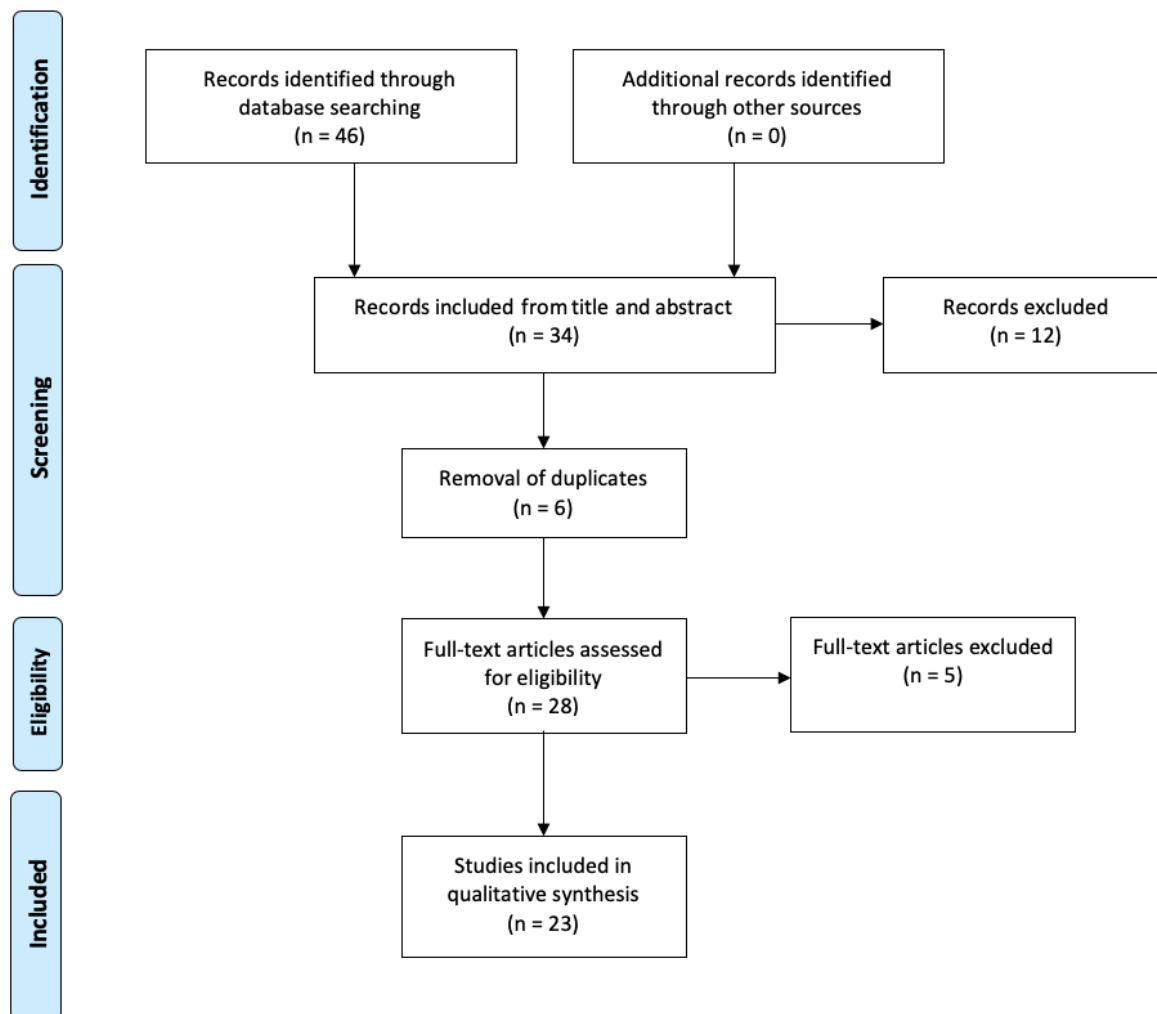 Identification
Records identified through
database searching
(n = 46)
Additional records identified
through other sources
(n = 0)
Screening
Records included from title and abstract
(n = 34)
Records excluded
(n = 12)
Removal of duplicates
(n = 6)
Eligibility
Full-text articles assessed
for eligibility
(n = 28)
Full-text articles excluded
(n = 5)
Included
Studies included in
qualitative synthesis
(n = 23)